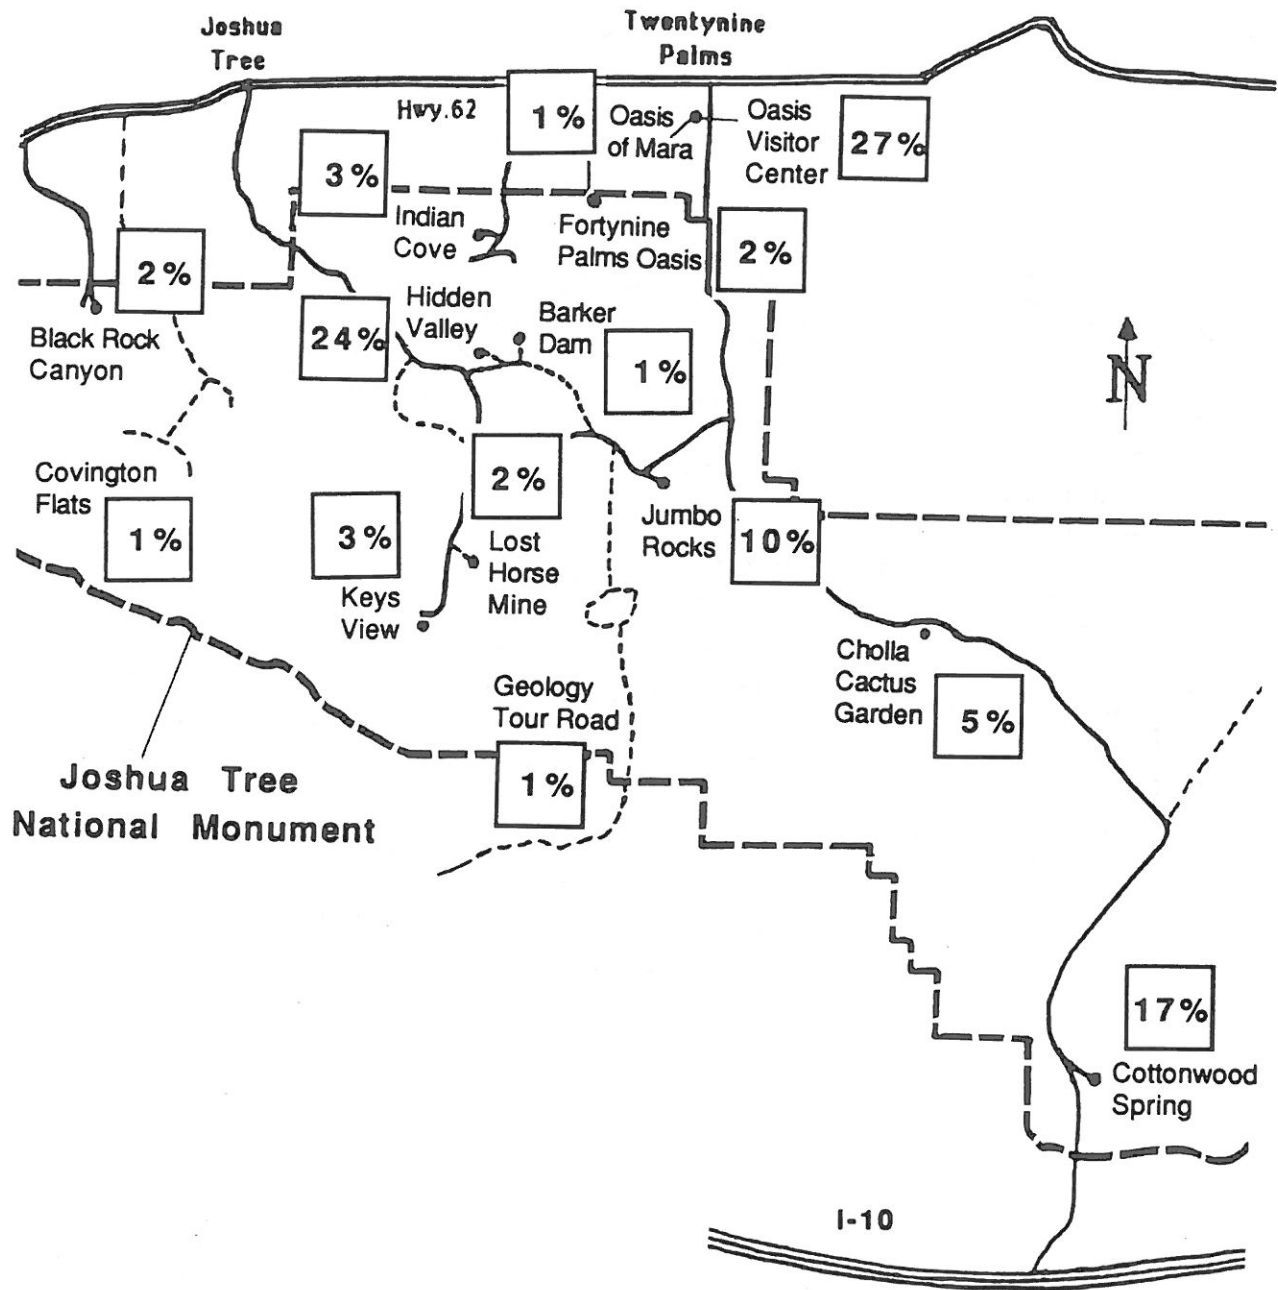 Joshua
Tree
Twentynine
Palms
Hwy.62
1%
Oasis
of Mara
Oasis
Visitor
Center
27%
3%
Indian
Cove
Fortynine
Palms Oasis
2%
2%
Black Rock
Canyon
24%
Hidden
Valley
Barker
Dam
1%
N
Covington
Flats
1%
3%
Keys
View
2%
Lost
Horse
Mine
Jumbo
Rocks
10%
Cholla
Cactus
Garden
5%
Geology
Tour Road
1%
Joshua Tree
National Monument
17%
Cottonwood
Spring
I-10